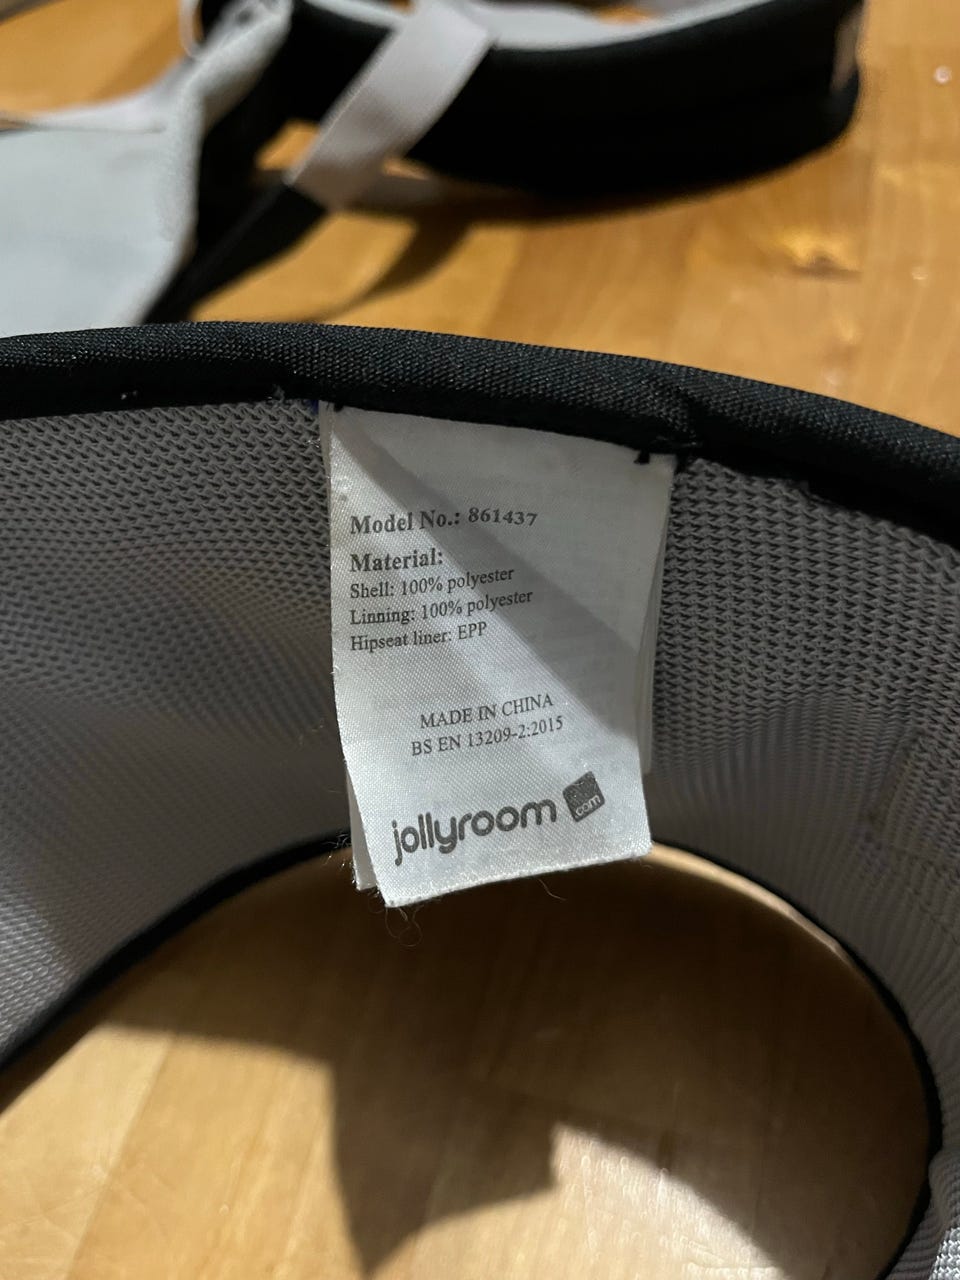 Model No.: 861437
Material:
Shell: 100% polyester
Linning: 100% polyester
Hipseat liner: EPP
MADE IN CHINA
BS EN 13209-2:2015
jollyroom .com